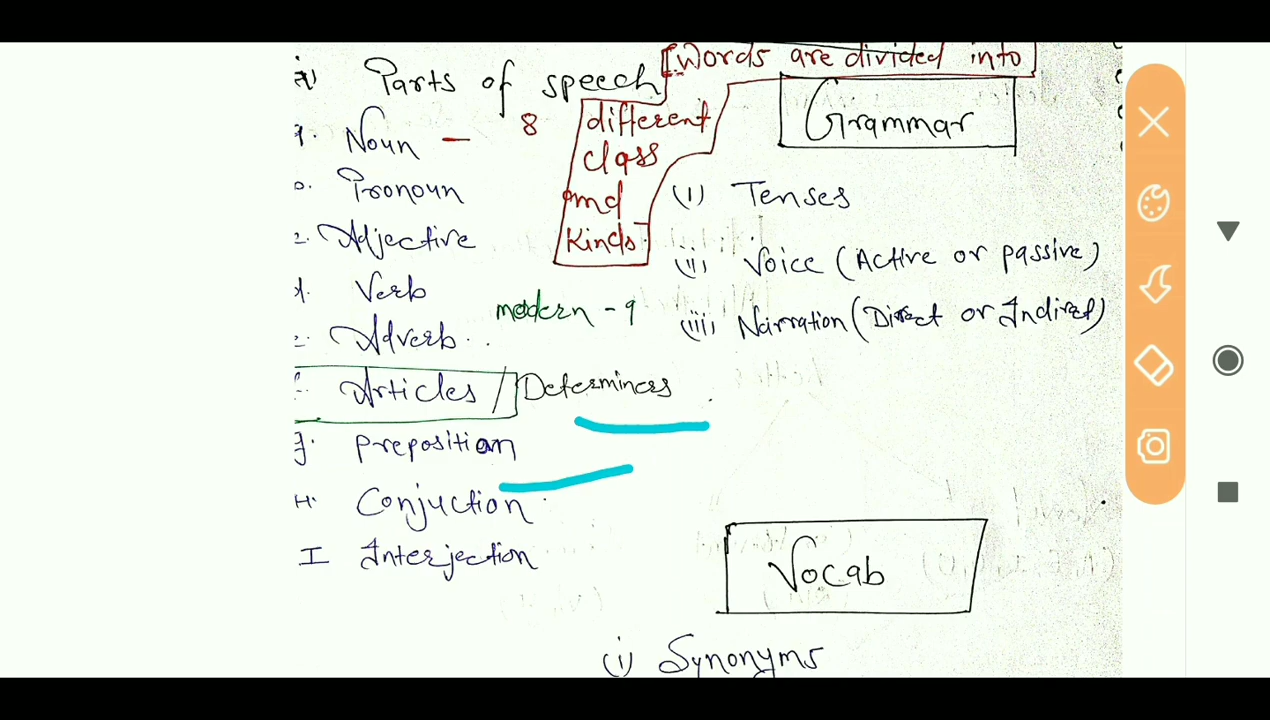 Parts of speech
[Words are divided into
different
class
and
Kinds]
Noun — 8
Pronoun
Adjective
Verb
modern - 9
Adverb
Articles / Determiners
Preposition
H. Conjuction
I Interjection
Grammar
(i) Tenses
(ii) Voice (Active or passive)
(iii) Narration (Direct or Indirect)
Vocab
(i) Synonyms